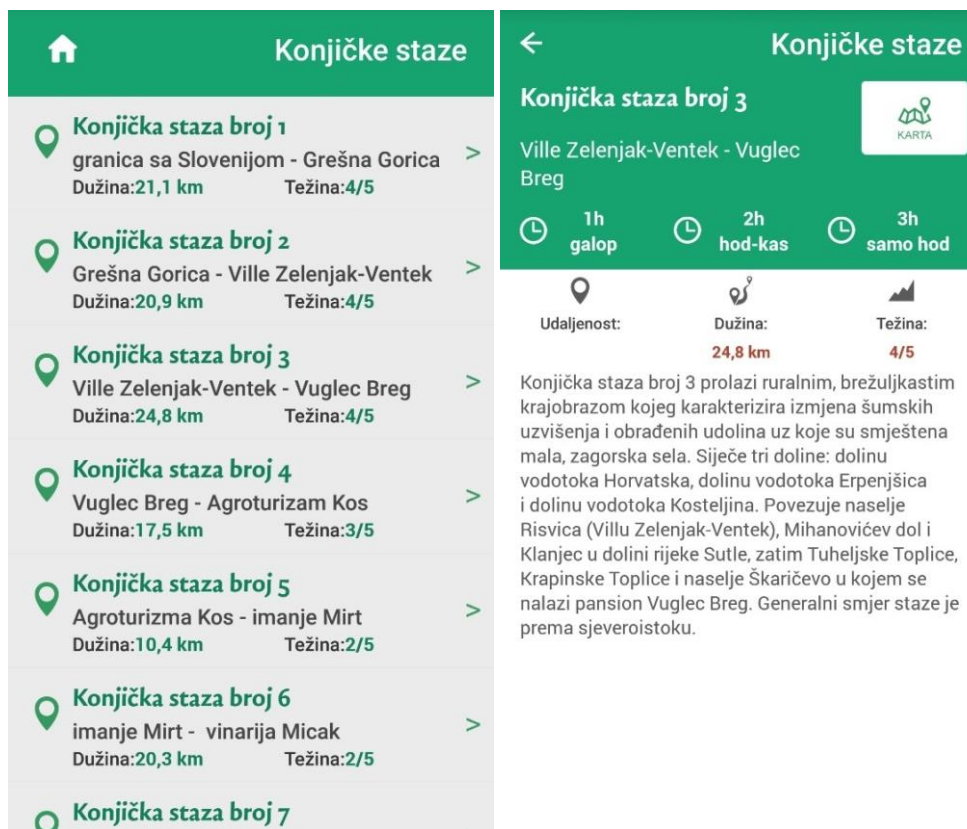 Konjičke staze
Konjička staza broj 1
granica sa Slovenijom - Grešna Gorica
>
Dužina:21,1 km Težina:4/5
Konjička staza broj 2
Grešna Gorica - Ville Zelenjak-Ventek
>
Dužina:20,9 km Težina:4/5
Konjička staza broj 3
Ville Zelenjak-Ventek - Vuglec Breg
>
Dužina:24,8 km Težina:4/5
Konjička staza broj 4
Vuglec Breg - Agroturizam Kos
>
Dužina:17,5 km Težina:3/5
Konjička staza broj 5
Agroturizma Kos - imanje Mirt
>
Dužina:10,4 km Težina:2/5
Konjička staza broj 6
imanje Mirt - vinarija Micak
>
Dužina:20,3 km Težina:2/5
Konjička staza broj 7
Konjičke staze
Konjička staza broj 3
KARTA
Ville Zelenjak-Ventek - Vuglec
Breg
1h 2h 3h
galop hod-kas samo hod
Udaljenost: Dužina: Težina:
24,8 km 4/5
Konjička staza broj 3 prolazi ruralnim, brežuljkastim
krajobrazom kojeg karakterizira izmjena šumskih
uzvišenja i obrađenih udolina uz koje su smještena
mala, zagorska sela. Siječe tri doline: dolinu
vodotoka Horvatska, dolinu vodotoka Erpenjšica
i dolinu vodotoka Kosteljina. Povezuje naselje
Risvica (Villu Zelenjak-Ventek), Mihanovićev dol i
Klanjec u dolini rijeke Sutle, zatim Tuheljske Toplice,
Krapinske Toplice i naselje Škaričevo u kojem se
nalazi pansion Vuglec Breg. Generalni smjer staze je
prema sjeveroistoku.